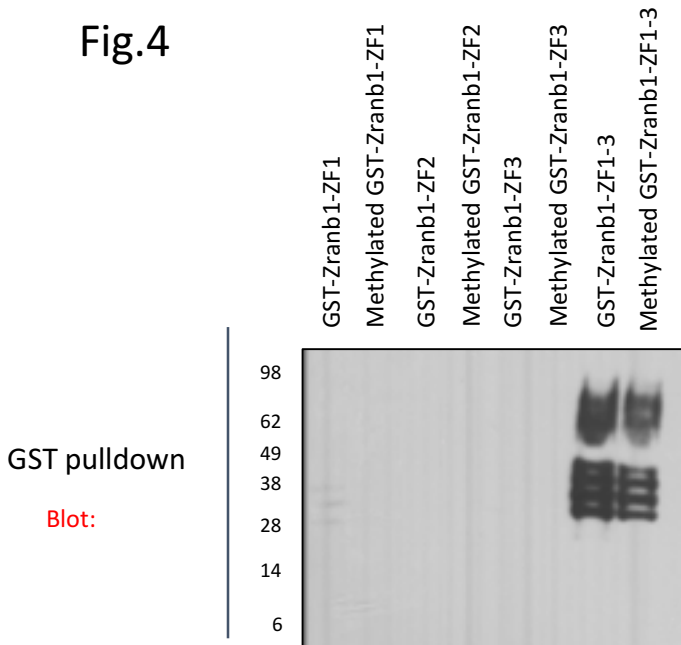 Fig.4
GST-Zranb1-ZF1
Methylated GST-Zranb1-ZF1
GST-Zranb1-ZF2
Methylated GST-Zranb1-ZF2
GST-Zranb1-ZF3
Methylated GST-Zranb1-ZF3
GST-Zranb1-ZF1-3
Methylated GST-Zranb1-ZF1-3
98
62
49
38
28
14
6
GST pulldown
Blot: